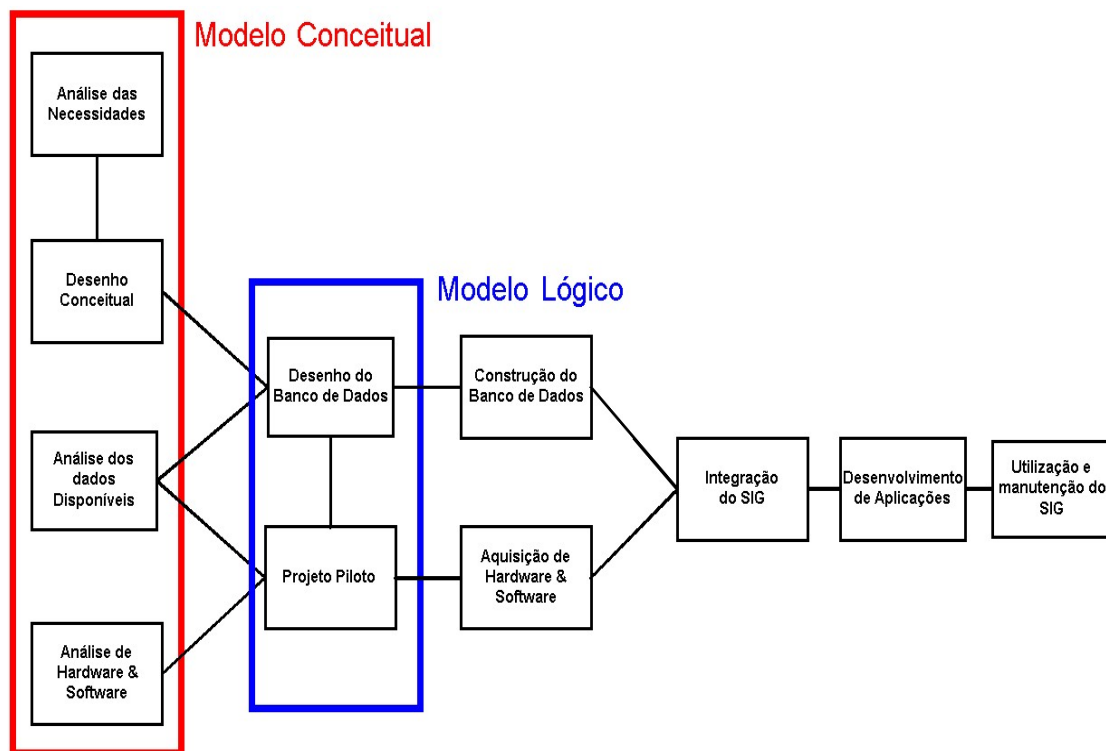 Modelo Conceitual
Análise das
Necessidades
Desenho
Conceitual
Análise dos
dados
Disponíveis
Análise de
Hardware &
Software
Modelo Lógico
Desenho do
Banco de Dados
Projeto Piloto
Construção do
Banco de Dados
Aquisição de
Hardware &
Software
Integração
do SIG
Desenvolvimento
de Aplicações
Utilização e
manutenção do
SIG